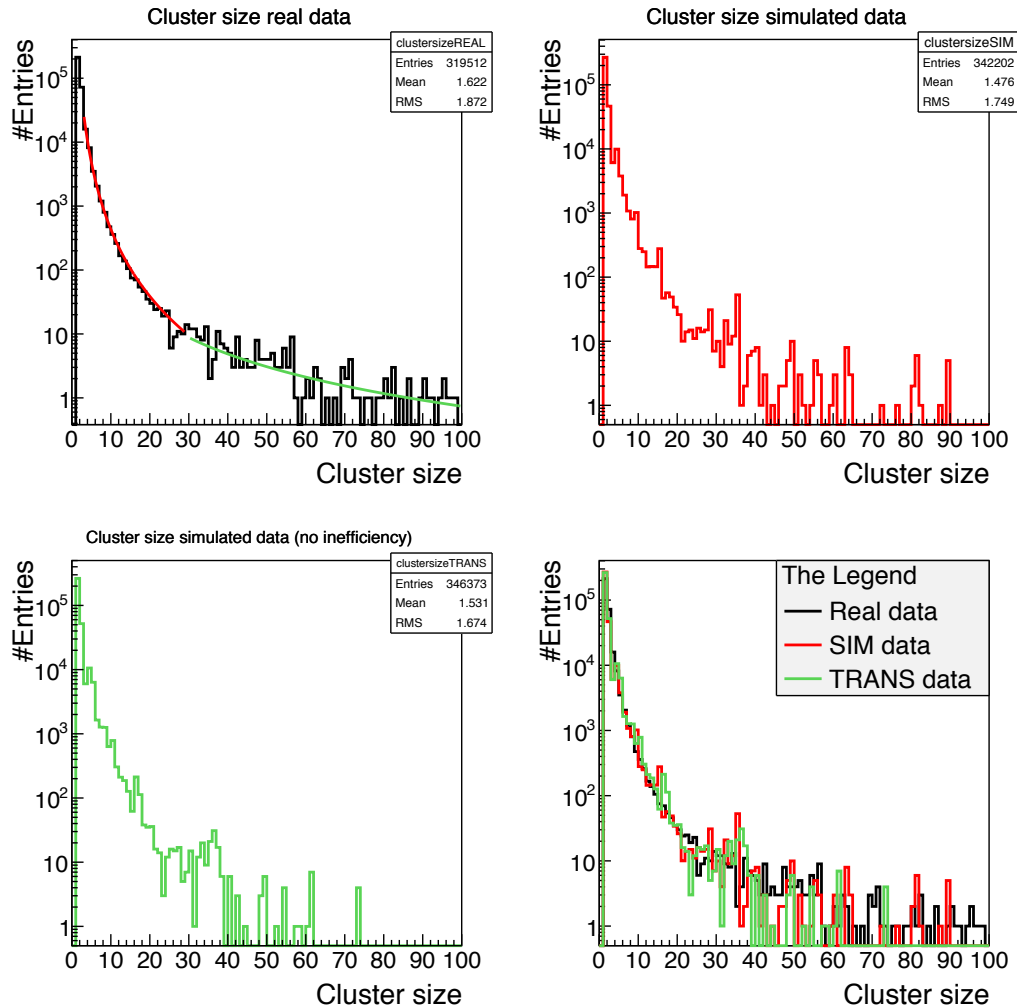 Cluster size real data
#Entries
clustersizeREAL
Entries 319512
Mean 1.622
RMS 1.872
10^5
10^4
10^3
10^2
10
1
0 10 20 30 40 50 60 70 80 90 100
Cluster size
Cluster size simulated data
#Entries
clustersizeSIM
Entries 342202
Mean 1.476
RMS 1.749
10^5
10^4
10^3
10^2
10
1
0 10 20 30 40 50 60 70 80 90 100
Cluster size
Cluster size simulated data (no inefficiency)
#Entries
clustersizeTRANS
Entries 346373
Mean 1.531
RMS 1.674
10^5
10^4
10^3
10^2
10
1
0 10 20 30 40 50 60 70 80 90 100
Cluster size
#Entries
The Legend
Real data
SIM data
TRANS data
10^5
10^4
10^3
10^2
10
1
0 10 20 30 40 50 60 70 80 90 100
Cluster size